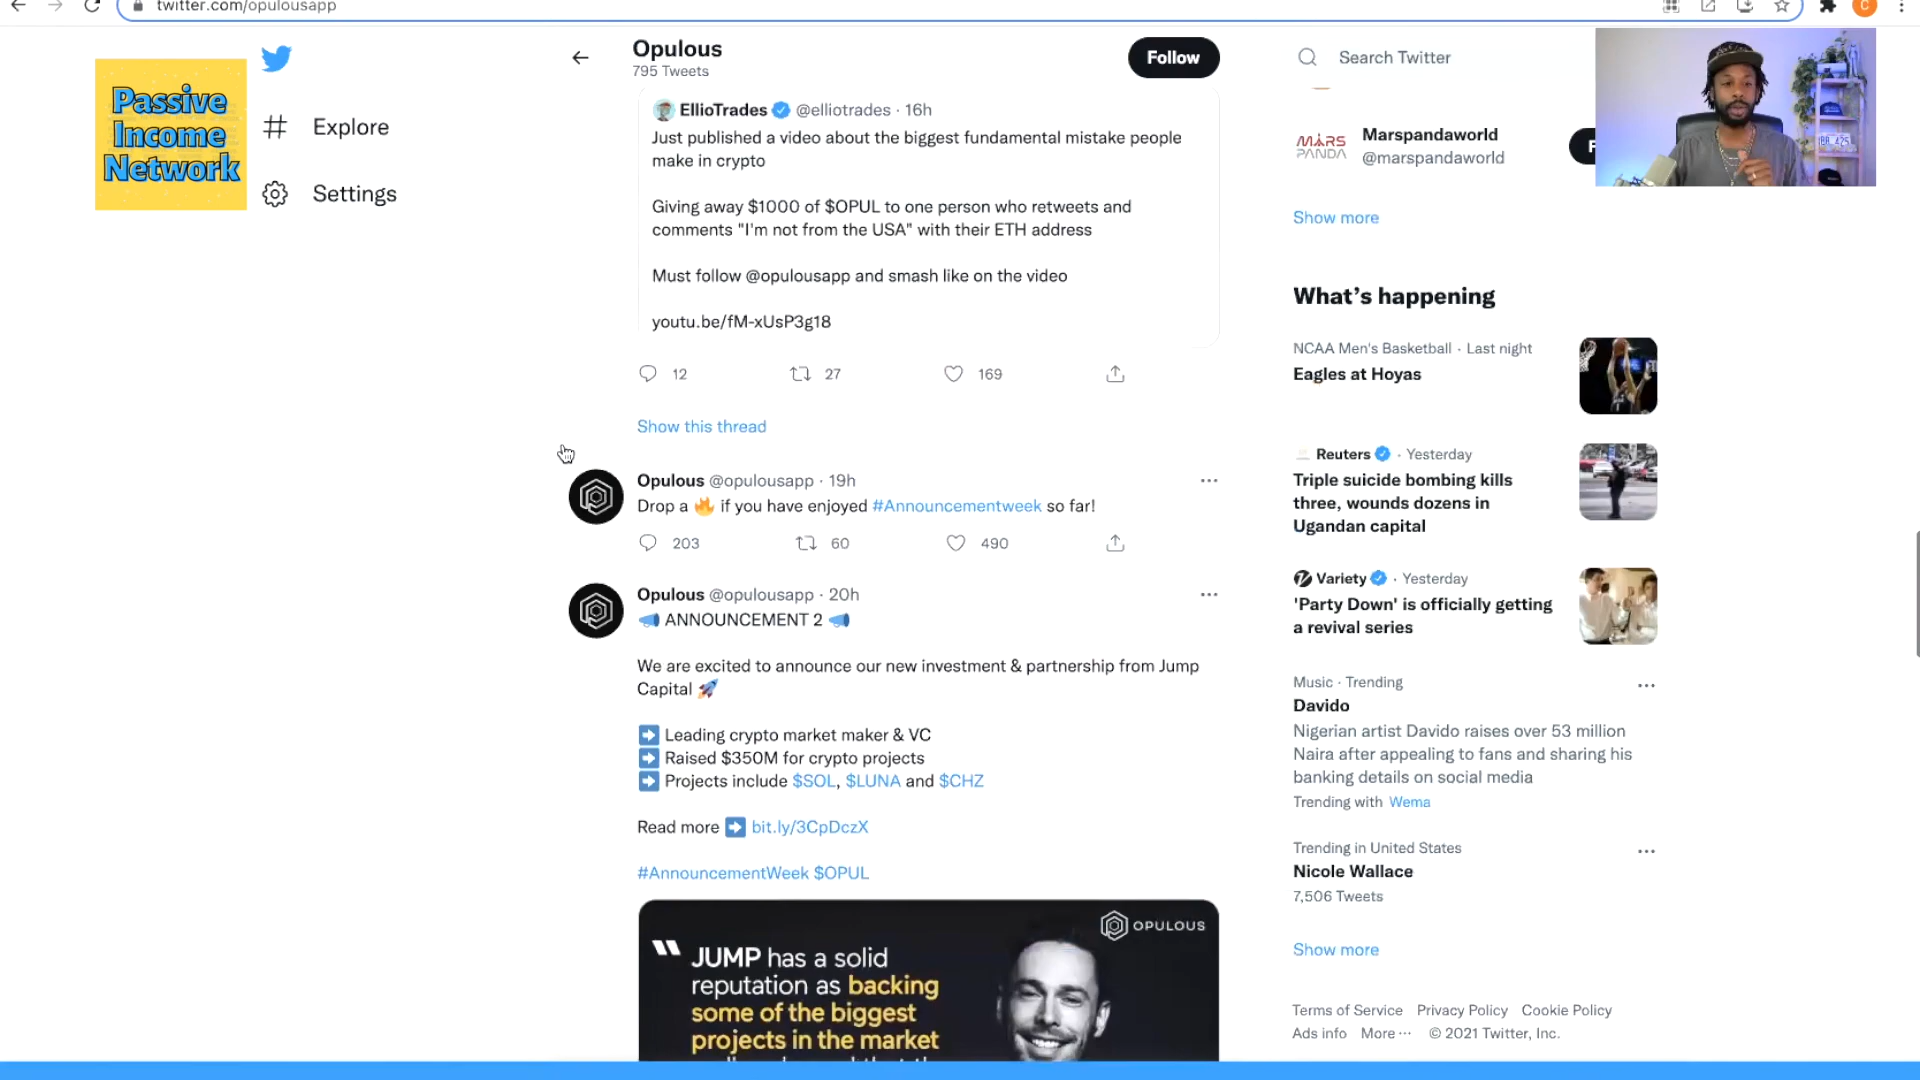 twitter.com/opulousapp
Passive
Income
Network
Explore
Settings
Opulous
795 Tweets
Follow
EllioTrades @elliotrades · 16h
Just published a video about the biggest fundamental mistake people
make in crypto
Giving away $1000 of $OPUL to one person who retweets and
comments "I'm not from the USA" with their ETH address
Must follow @opulousapp and smash like on the video
youtu.be/fM-xUsP3g18
12 27 169
Show this thread
Opulous @opulousapp · 19h
Drop a 🔥 if you have enjoyed #Announcementweek so far!
203 60 490
Opulous @opulousapp · 20h
📣 ANNOUNCEMENT 2 📣
We are excited to announce our new investment & partnership from Jump
Capital 🚀
➡️ Leading crypto market maker & VC
➡️ Raised $350M for crypto projects
➡️ Projects include $SOL, $LUNA and $CHZ
Read more ➡️ bit.ly/3CpDczX
#AnnouncementWeek $OPUL
OPULOUS
JUMP has a solid
reputation as backing
some of the biggest
projects in the market
Search Twitter
MARS
PANDA
Marspandaworld
@marspandaworld
Show more
What's happening
NCAA Men's Basketball · Last night
Eagles at Hoyas
Reuters · Yesterday
Triple suicide bombing kills
three, wounds dozens in
Ugandan capital
Variety · Yesterday
'Party Down' is officially getting
a revival series
Music · Trending
Davido
Nigerian artist Davido raises over 53 million
Naira after appealing to fans and sharing his
banking details on social media
Trending with Wema
Trending in United States
Nicole Wallace
7,506 Tweets
Show more
Terms of Service Privacy Policy Cookie Policy
Ads info More ··· © 2021 Twitter, Inc.